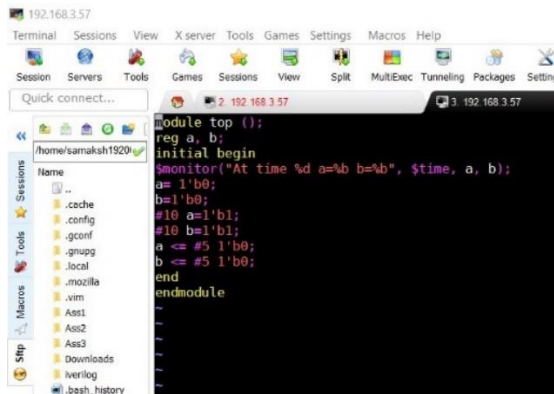 192.168.3.57
Terminal Sessions View X server Tools Games Settings Macros Help
Session Servers Tools Games Sessions View Split MultiExec Tunneling Packages Setting
Quick connect...
2. 192.168.3.57
3. 192.168.3.57
/home/samaksh1920
Name
..
.cache
.config
.gconf
.gnupg
.local
.mozilla
.vim
Ass1
Ass2
Ass3
Downloads
iverilog
.bash_history
Sessions
Tools
Macros
Sftp
module top ();
reg a, b;
initial begin
$monitor("At time %d a=%b b=%b", $time, a, b);
a= 1'b0;
b=1'b0;
#10 a=1'b1;
#10 b=1'b1;
a <= #5 1'b0;
b <= #5 1'b0;
end
endmodule
~
~
~
~
~
~